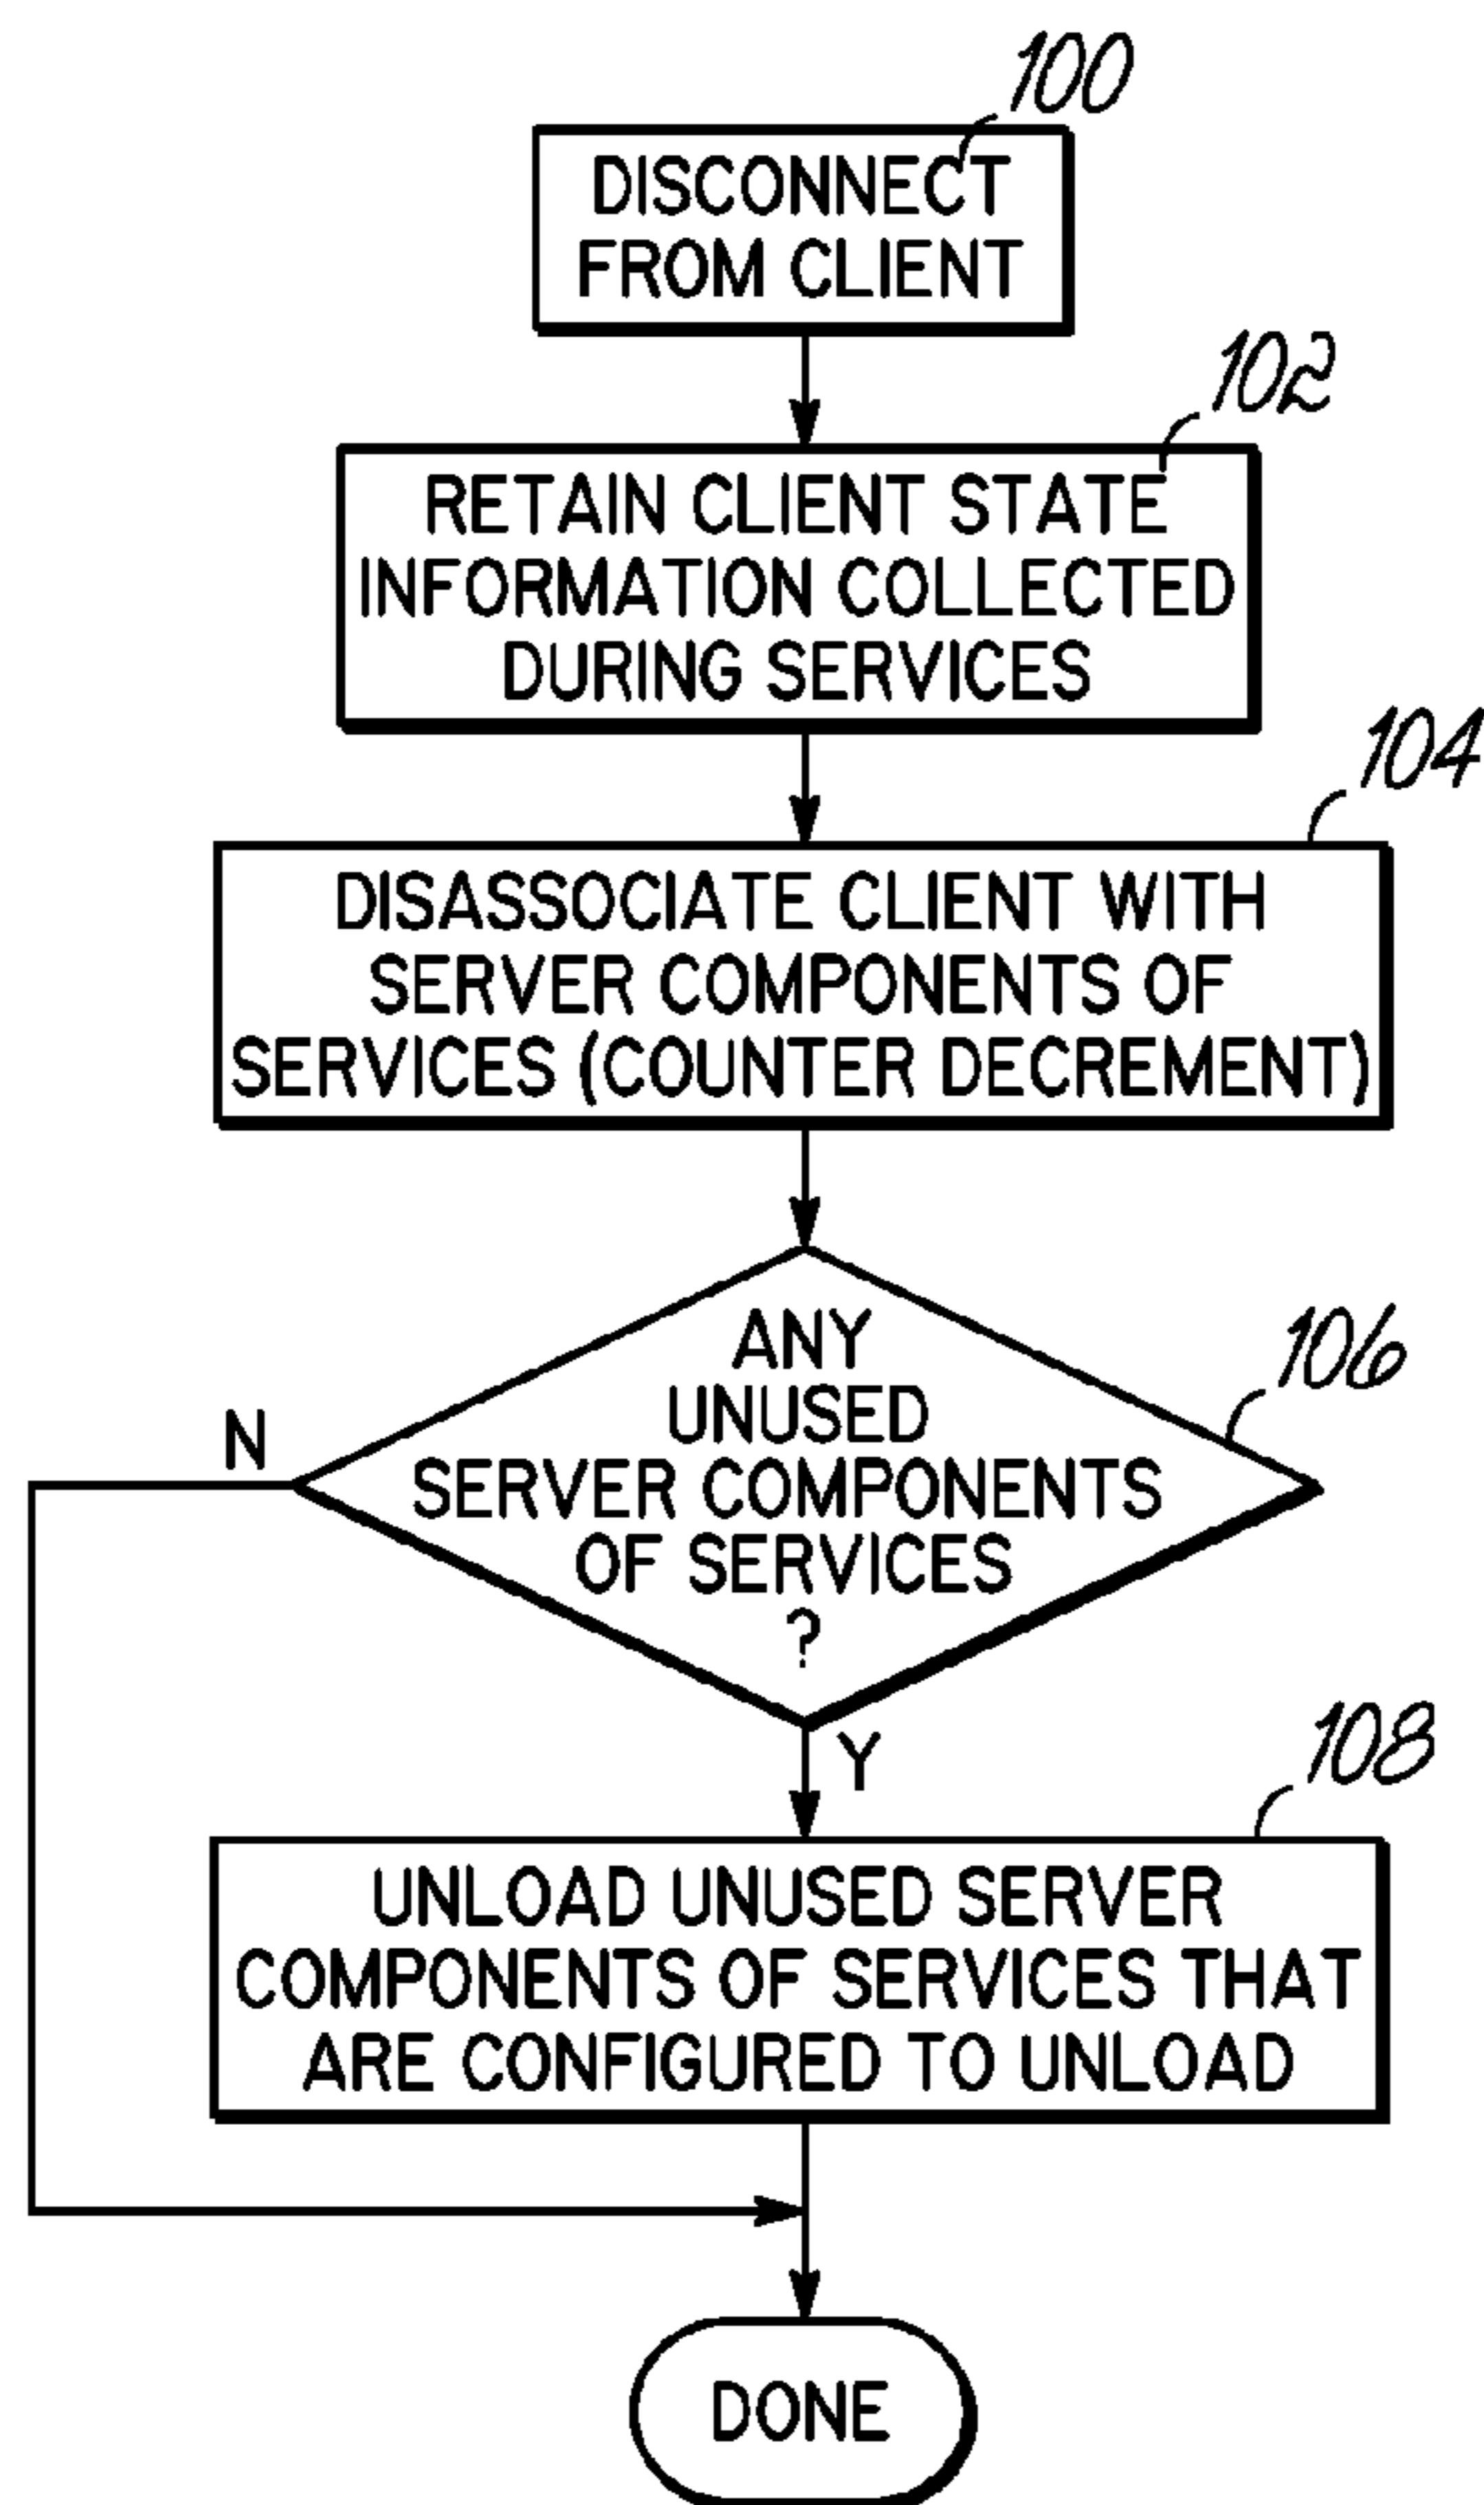 100
DISCONNECT
FROM CLIENT
102
RETAIN CLIENT STATE
INFORMATION COLLECTED
DURING SERVICES
104
DISASSOCIATE CLIENT WITH
SERVER COMPONENTS OF
SERVICES (COUNTER DECREMENT)
106
ANY
UNUSED
SERVER COMPONENTS
OF SERVICES
?
N
Y
108
UNLOAD UNUSED SERVER
COMPONENTS OF SERVICES THAT
ARE CONFIGURED TO UNLOAD
DONE